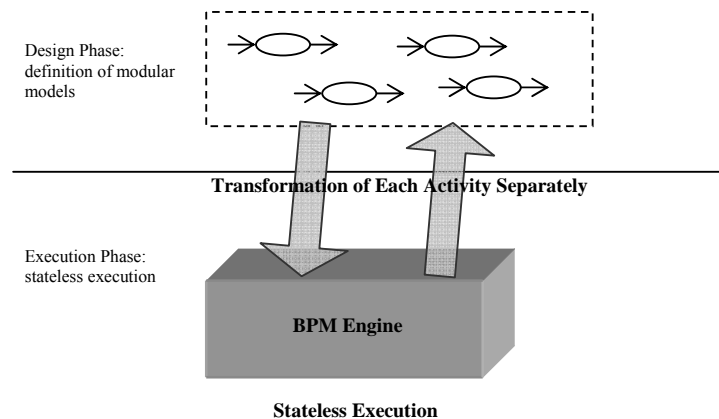 Design Phase:
definition of modular
models
Transformation of Each Activity Separately
Execution Phase:
stateless execution
BPM Engine
Stateless Execution